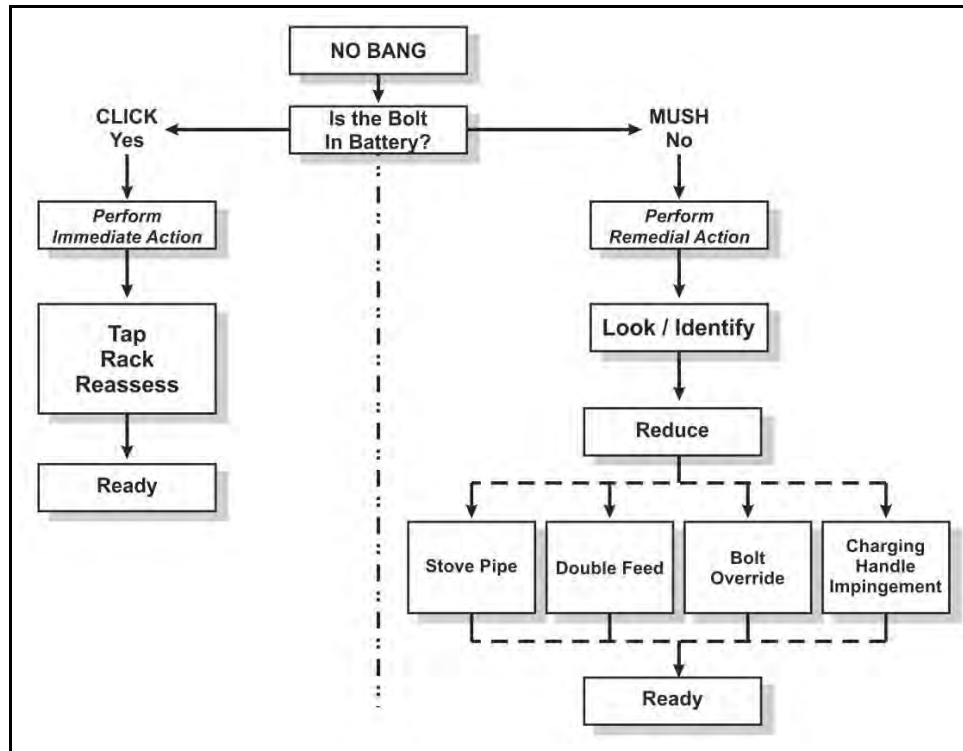 NO BANG
Is the Bolt
In Battery?
CLICK
Yes
MUSH
No
Perform
Immediate Action
Tap
Rack
Reassess
Ready
Perform
Remedial Action
Look / Identify
Reduce
Stove Pipe
Double Feed
Bolt
Override
Charging
Handle
Impingement
Ready